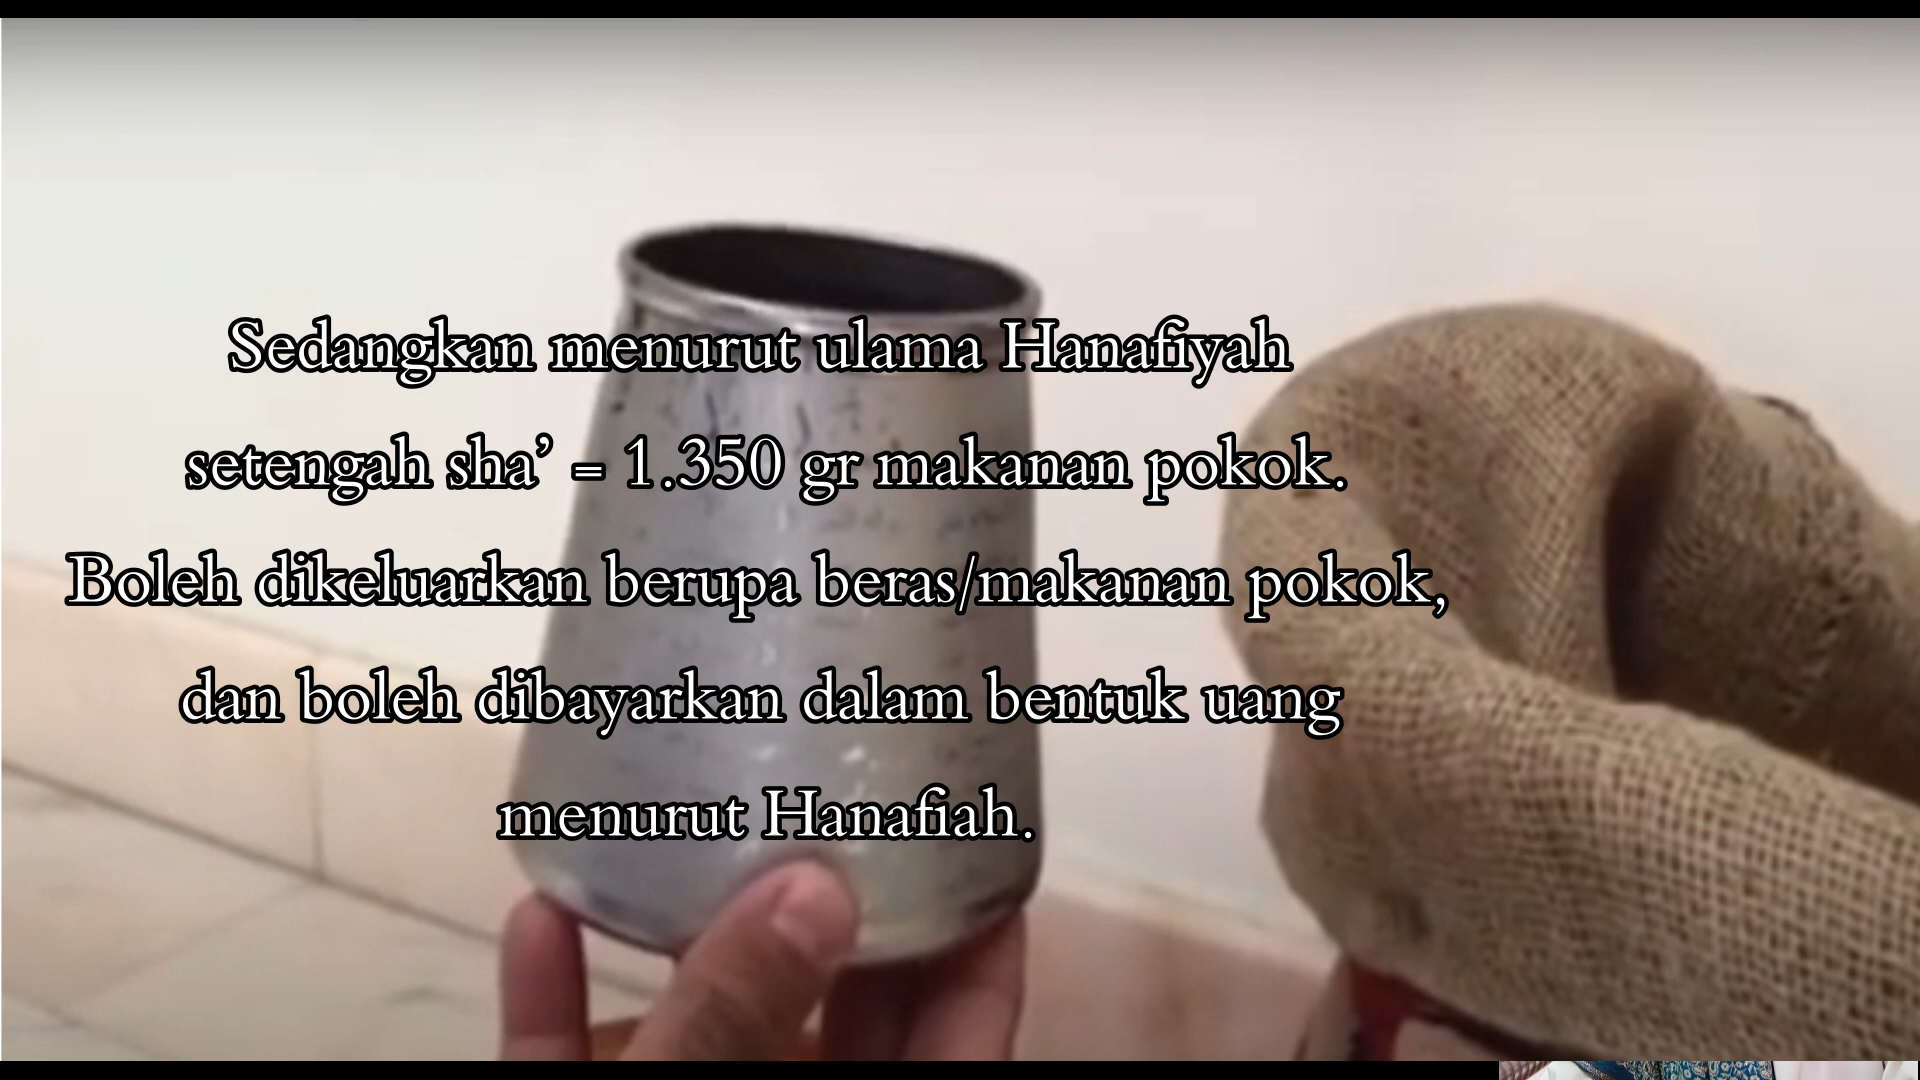 Sedangkan menurut ulama Hanafiyah
setengah sha’ = 1.350 gr makanan pokok.
Boleh dikeluarkan berupa beras/makanan pokok,
dan boleh dibayarkan dalam bentuk uang
menurut Hanafiah.